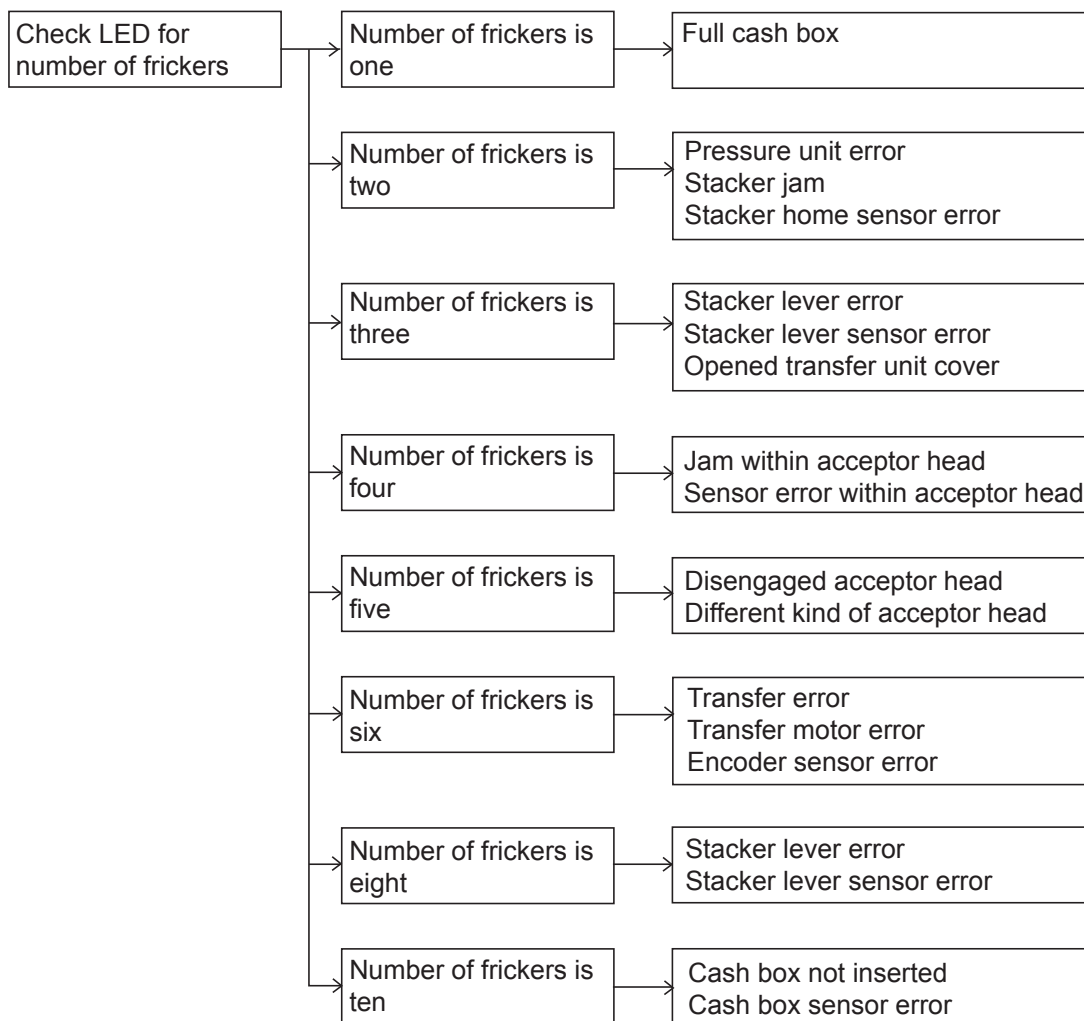 Check LED for
number of frickers
Number of frickers is
one
Full cash box
Number of frickers is
two
Pressure unit error
Stacker jam
Stacker home sensor error
Number of frickers is
three
Stacker lever error
Stacker lever sensor error
Opened transfer unit cover
Number of frickers is
four
Jam within acceptor head
Sensor error within acceptor head
Number of frickers is
five
Disengaged acceptor head
Different kind of acceptor head
Number of frickers is
six
Transfer error
Transfer motor error
Encoder sensor error
Number of frickers is
eight
Stacker lever error
Stacker lever sensor error
Number of frickers is
ten
Cash box not inserted
Cash box sensor error